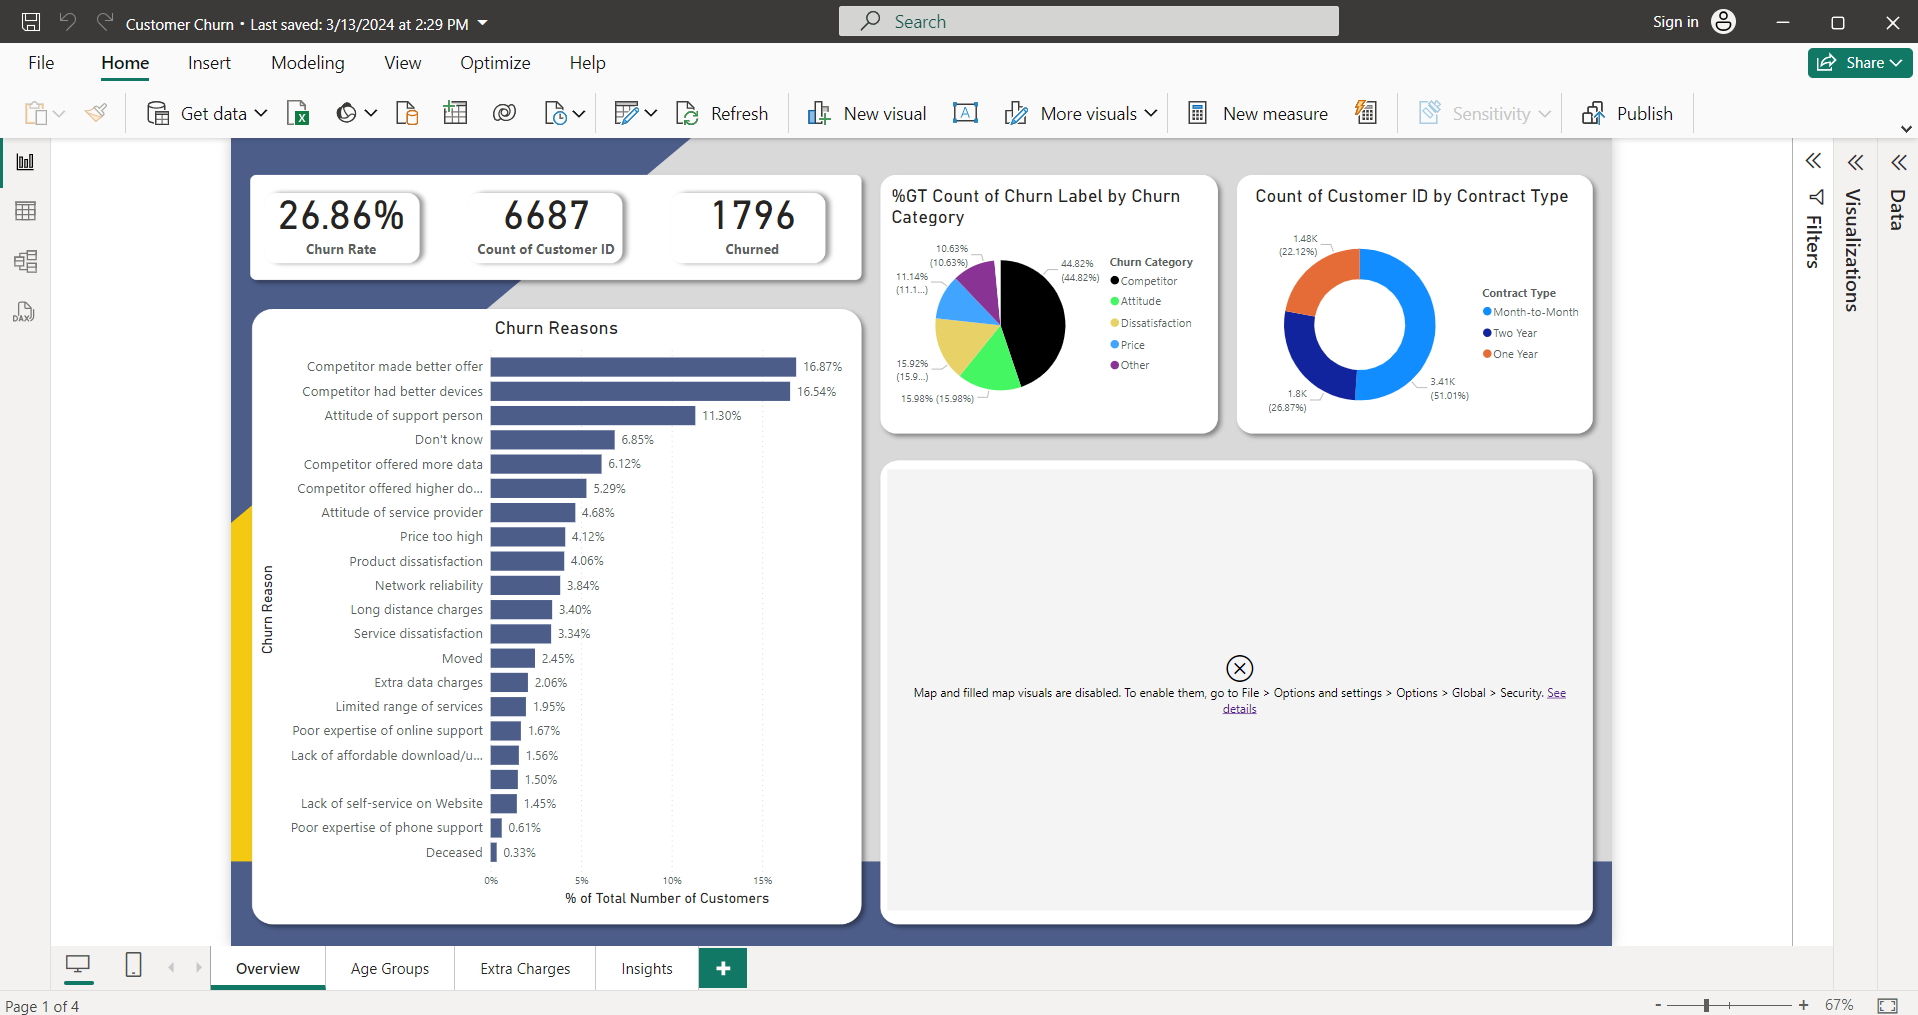 Customer Churn • Last saved: 3/13/2024 at 2:29 PM
Search
Sign in
File
Home
Insert
Modeling
View
Optimize
Help
Share
Get data
Refresh
New visual
More visuals
New measure
Sensitivity
Publish
26.86%
Churn Rate
6687
Count of Customer ID
1796
Churned
Churn Reasons
Churn Reason
Competitor made better offer 16.87%
Competitor had better devices 16.54%
Attitude of support person 11.30%
Don't know 6.85%
Competitor offered more data 6.12%
Competitor offered higher do... 5.29%
Attitude of service provider 4.68%
Price too high 4.12%
Product dissatisfaction 4.06%
Network reliability 3.84%
Long distance charges 3.40%
Service dissatisfaction 3.34%
Moved 2.45%
Extra data charges 2.06%
Limited range of services 1.95%
Poor expertise of online support 1.67%
Lack of affordable download/u... 1.56%
1.50%
Lack of self-service on Website 1.45%
Poor expertise of phone support 0.61%
Deceased 0.33%
0% 5% 10% 15%
% of Total Number of Customers
%GT Count of Churn Label by Churn
Category
10.63%
(10.63%)
11.14%
(11.1...)
15.92%
(15.9...)
15.98% (15.98%)
44.82%
(44.82%)
Churn Category
Competitor
Attitude
Dissatisfaction
Price
Other
Count of Customer ID by Contract Type
1.48K
(22.12%)
1.8K
(26.87%)
3.41K
(51.01%)
Contract Type
Month-to-Month
Two Year
One Year
Map and filled map visuals are disabled. To enable them, go to File > Options and settings > Options > Global > Security. See
details
Filters
Visualizations
Data
DAX
A
Overview
Age Groups
Extra Charges
Insights
Page 1 of 4
- + 67%